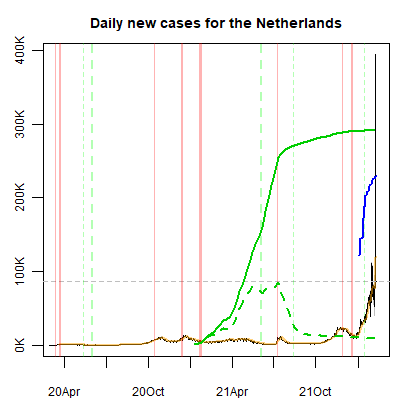 Daily new cases for the Netherlands
400K
300K
200K
100K
0K
20Apr
20Oct
21Apr
21Oct